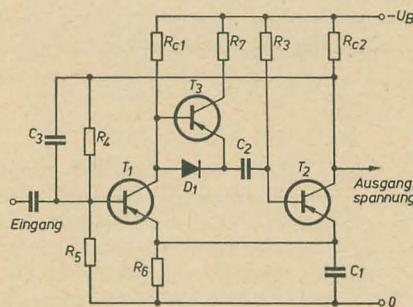 -U_B
R_c1
R_7
R_3
R_c2
T_3
C_3
R_4
T_1
C_2
T_2
D_1
Ausgangs-
spannung
Eingang
R_5
R_6
C_1
0